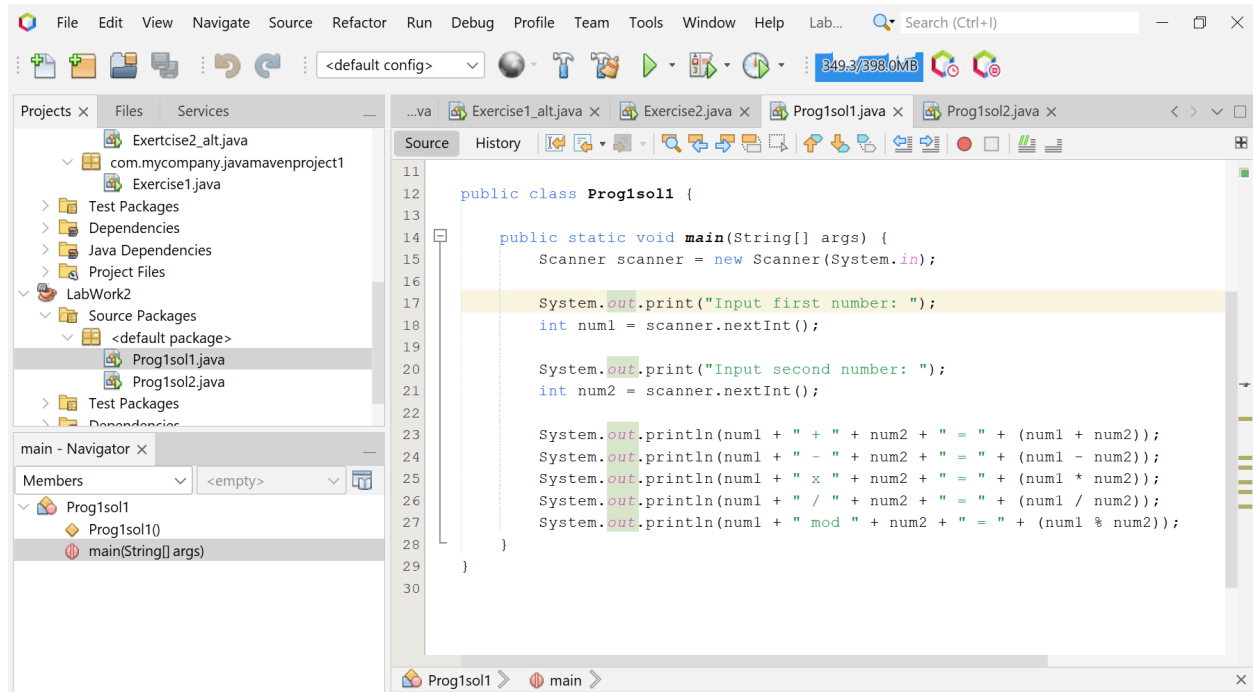 File Edit View Navigate Source Refactor Run Debug Profile Team Tools Window Help Lab... Search (Ctrl+I)
<default config> 349.3/398.0MB
Projects Files Services
Exertcise2_alt.java
com.mycompany.javamavenproject1
Exercise1.java
Test Packages
Dependencies
Java Dependencies
Project Files
LabWork2
Source Packages
<default package>
Prog1sol1.java
Prog1sol2.java
Test Packages
Dependencies
main - Navigator
Members <empty>
Prog1sol1
Prog1sol1()
main(String[] args)
...va Exercise1_alt.java Exercise2.java Prog1sol1.java Prog1sol2.java
Source History
11
12 public class Prog1sol1 {
13
14 public static void main(String[] args) {
15 Scanner scanner = new Scanner(System.in);
16
17 System.out.print("Input first number: ");
18 int num1 = scanner.nextInt();
19
20 System.out.print("Input second number: ");
21 int num2 = scanner.nextInt();
22
23 System.out.println(num1 + " + " + num2 + " = " + (num1 + num2));
24 System.out.println(num1 + " - " + num2 + " = " + (num1 - num2));
25 System.out.println(num1 + " x " + num2 + " = " + (num1 * num2));
26 System.out.println(num1 + " / " + num2 + " = " + (num1 / num2));
27 System.out.println(num1 + " mod " + num2 + " = " + (num1 % num2));
28 }
29 }
30
Prog1sol1 main